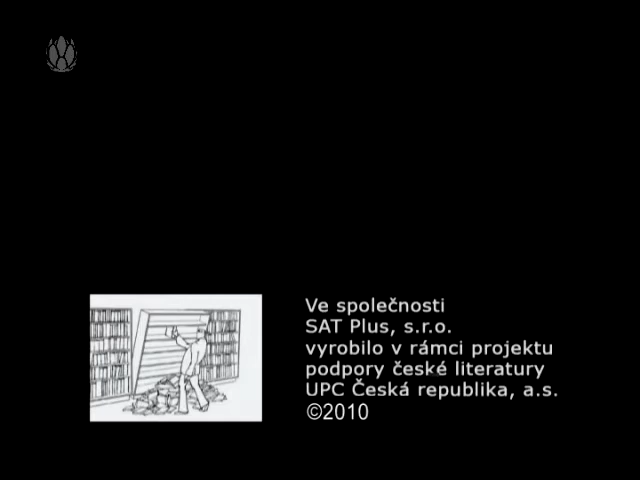 Ve společnosti
SAT Plus, s.r.o.
vyrobilo v rámci projektu
podpory české literatury
UPC Česká republika, a.s.
©2010